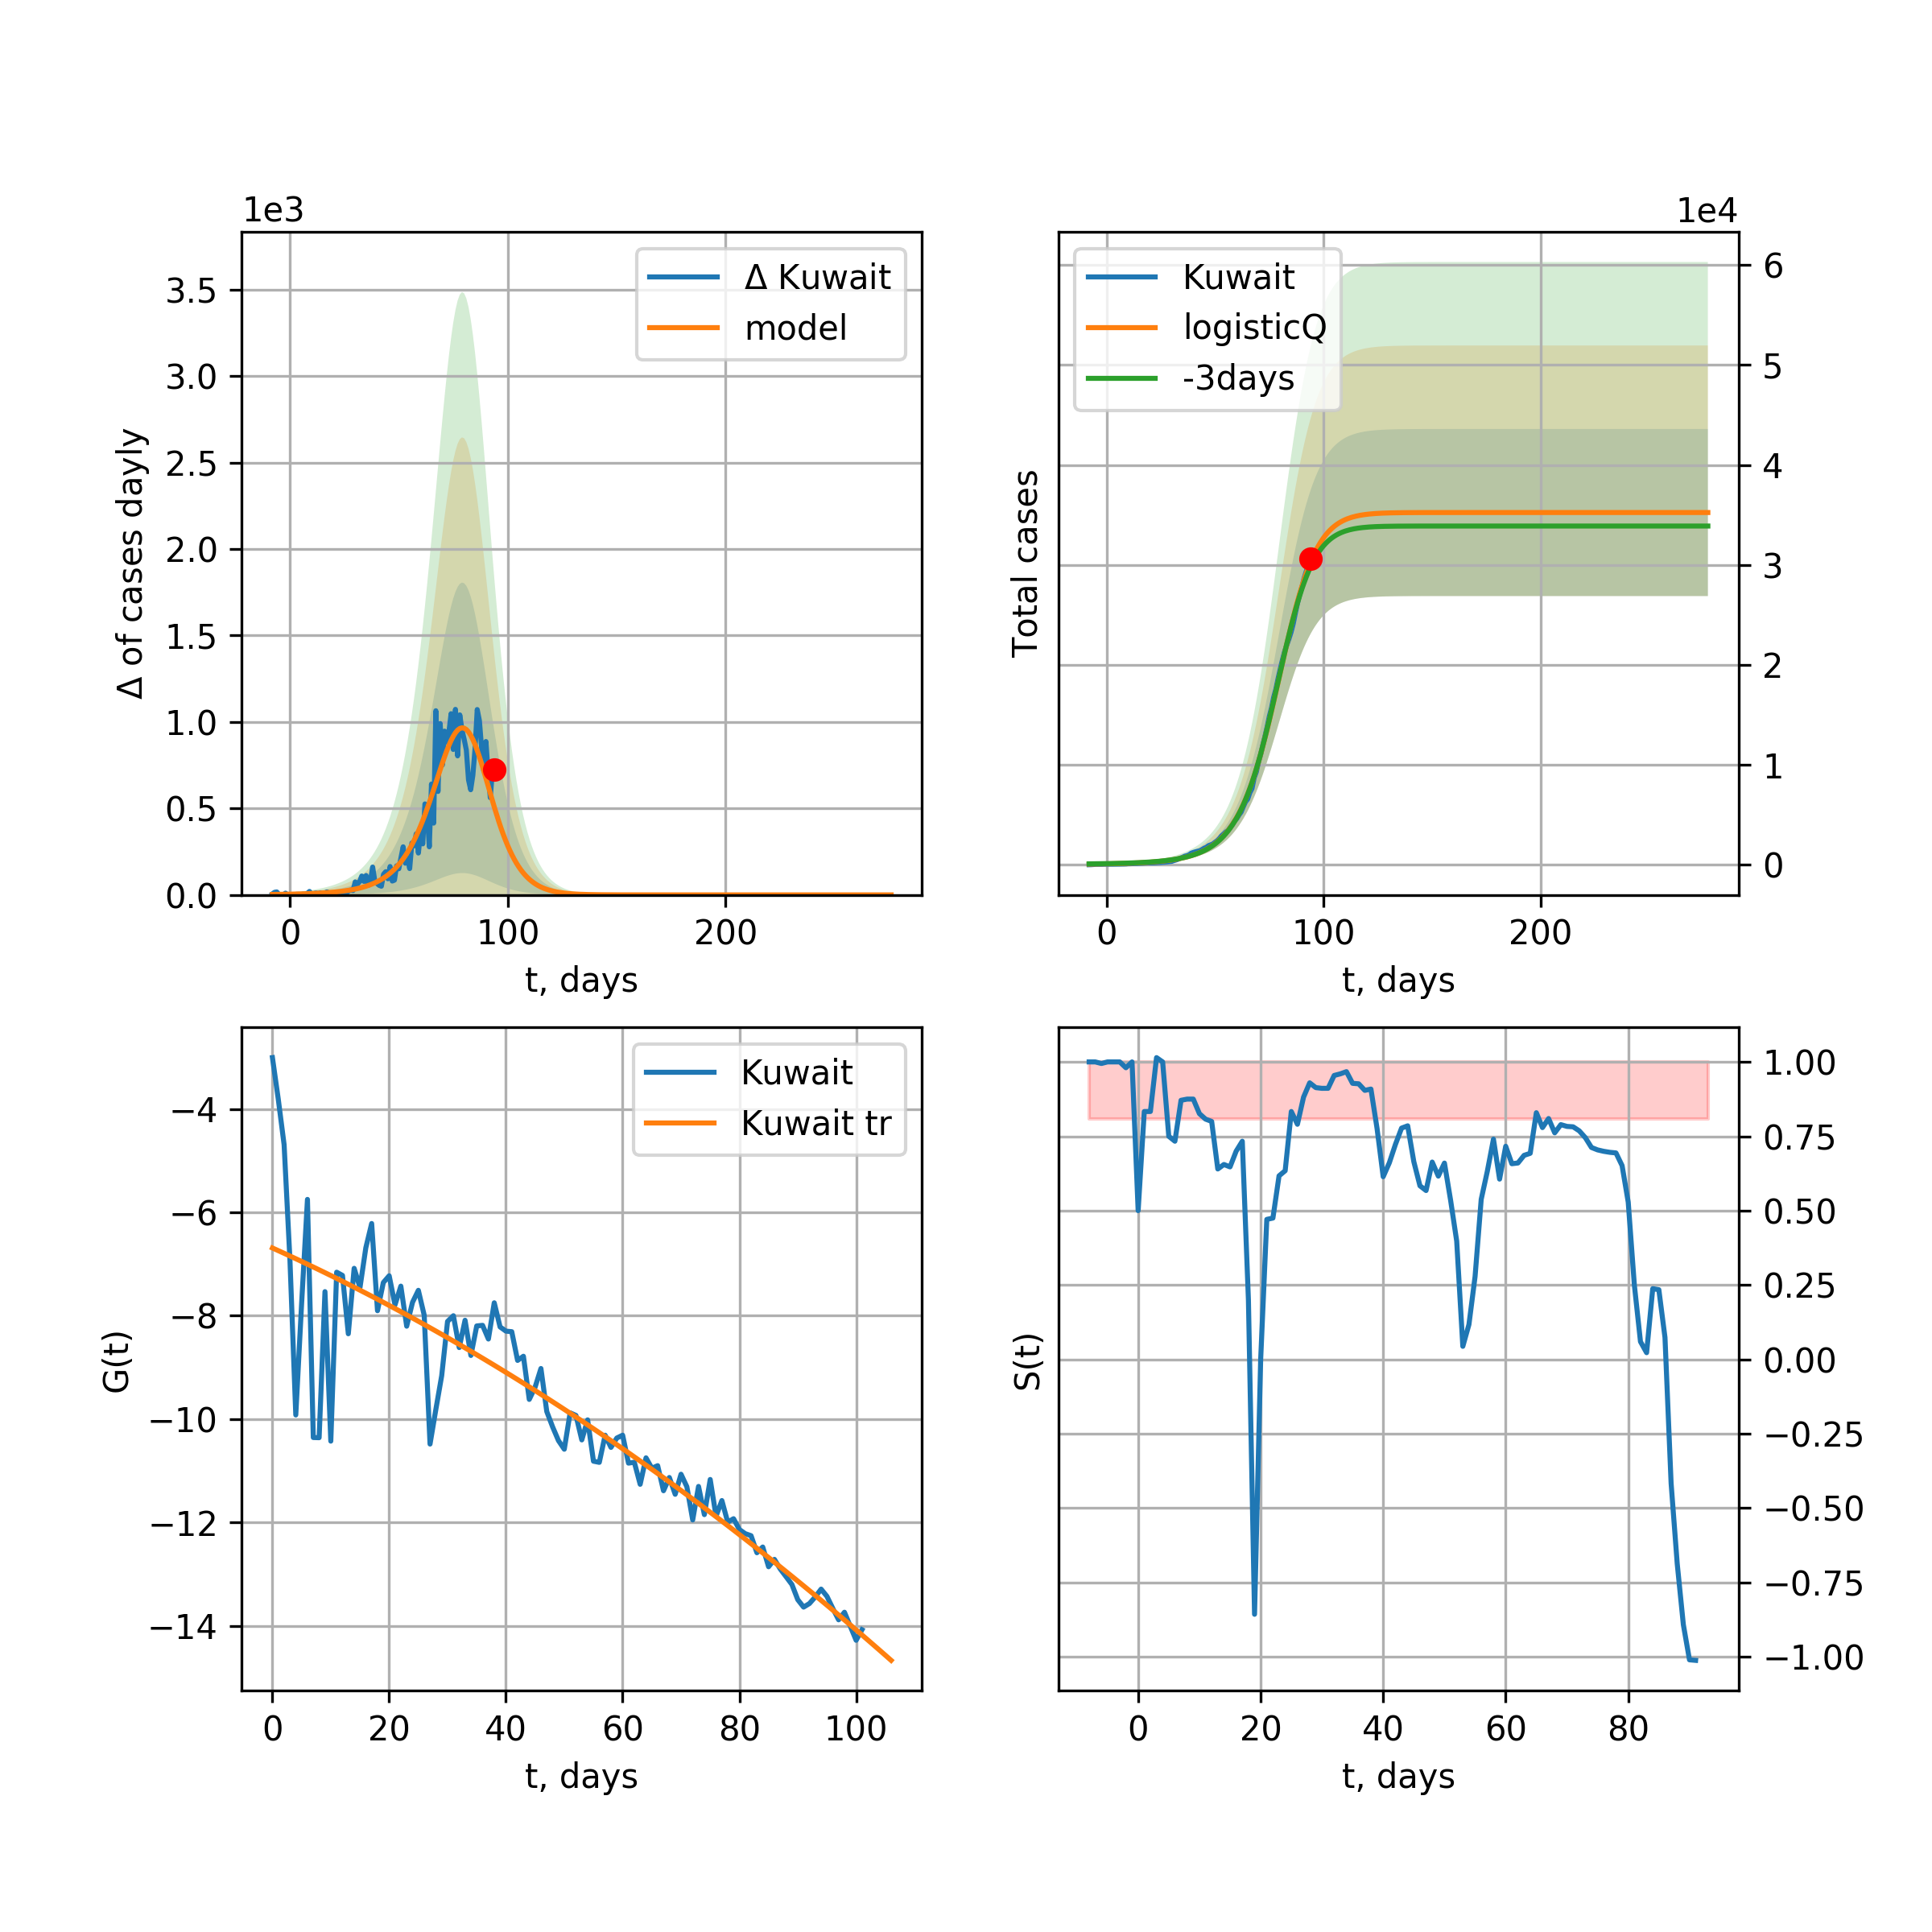 1e3
Δ of cases dayly
3.5
3.0
2.5
2.0
1.5
1.0
0.5
0.0
Δ Kuwait
model
0 100 200
t, days
1e4
Total cases
Kuwait
logisticQ
-3days
6
5
4
3
2
1
0
0 100 200
t, days
G(t)
−4
−6
−8
−10
−12
−14
Kuwait
Kuwait tr
0 20 40 60 80 100
t, days
S(t)
1.00
0.75
0.50
0.25
0.00
−0.25
−0.50
−0.75
−1.00
0 20 40 60 80
t, days